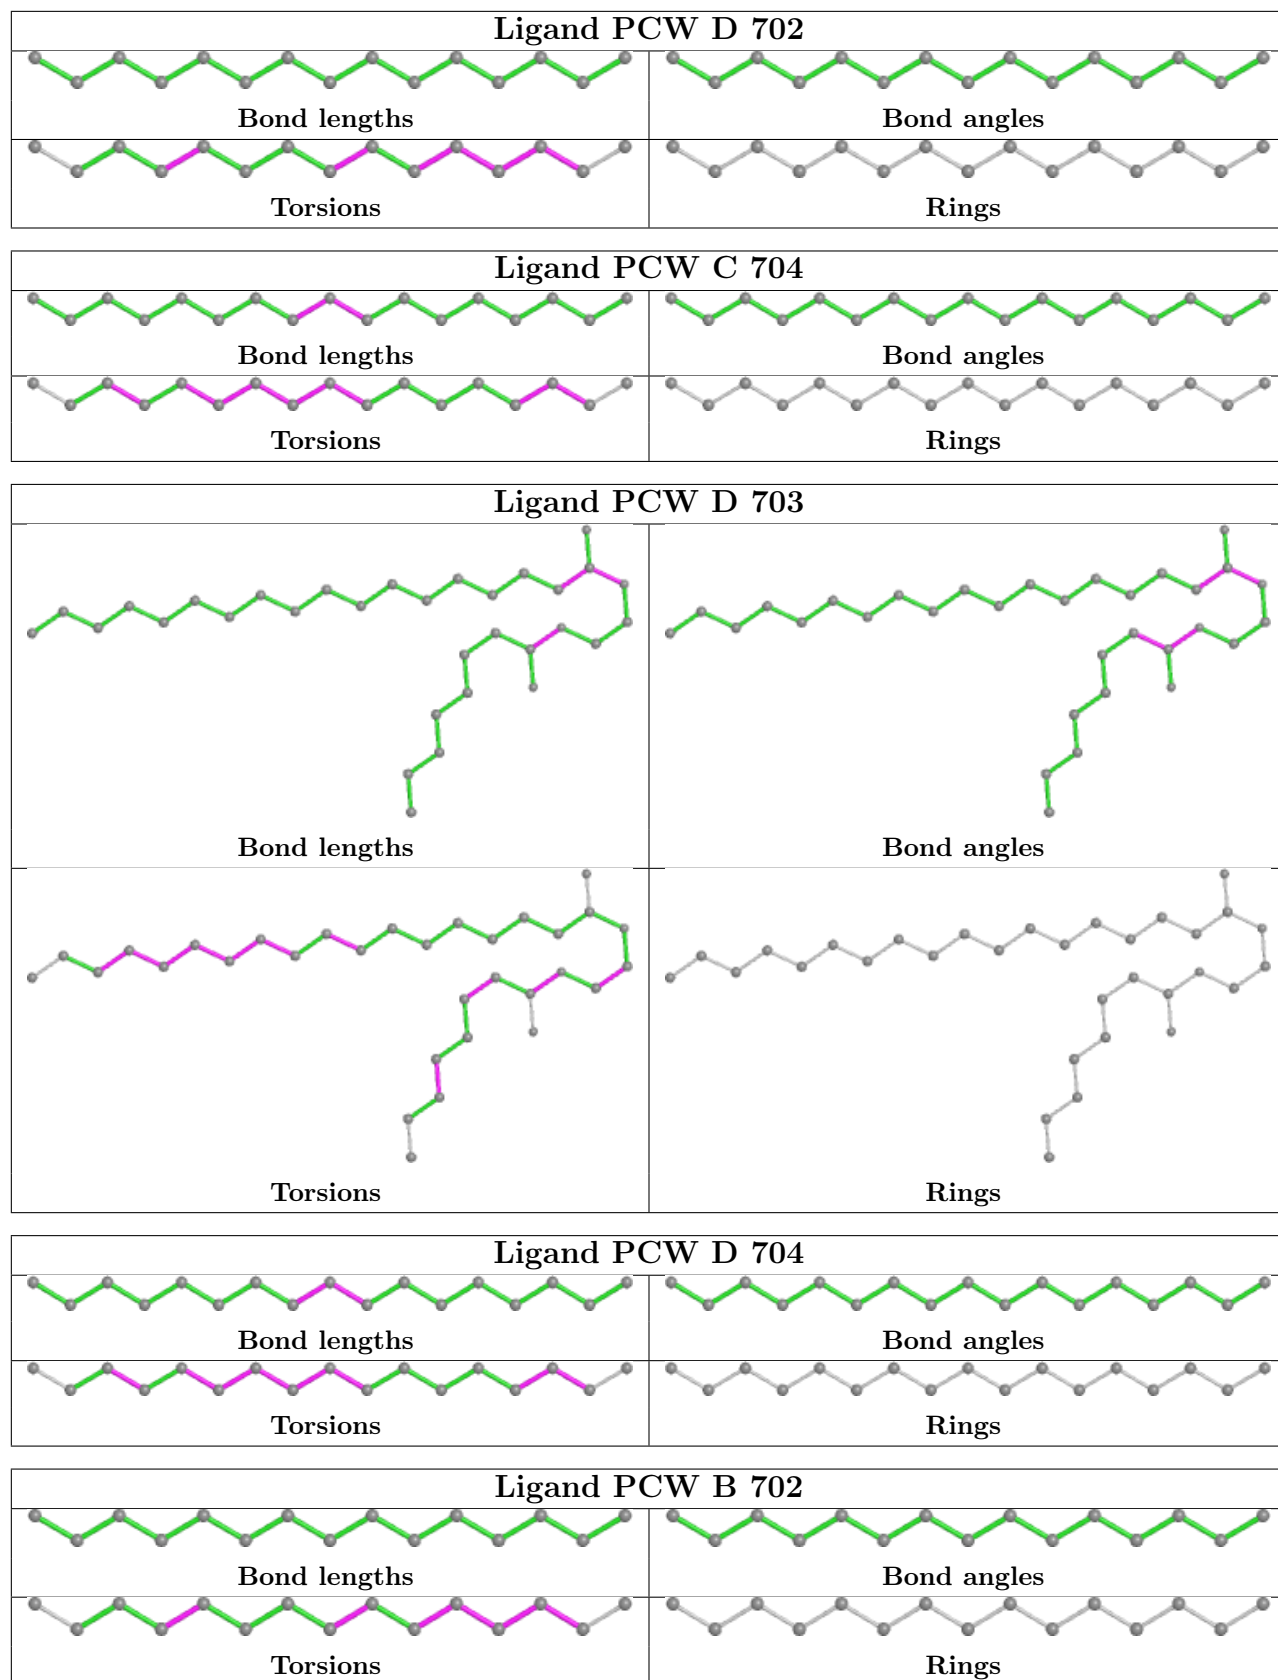 Ligand PCW D 702
Bond lengths
Bond angles
Torsions
Rings
Ligand PCW C 704
Bond lengths
Bond angles
Torsions
Rings
Ligand PCW D 703
Bond lengths
Bond angles
Torsions
Rings
Ligand PCW D 704
Bond lengths
Bond angles
Torsions
Rings
Ligand PCW B 702
Bond lengths
Bond angles
Torsions
Rings